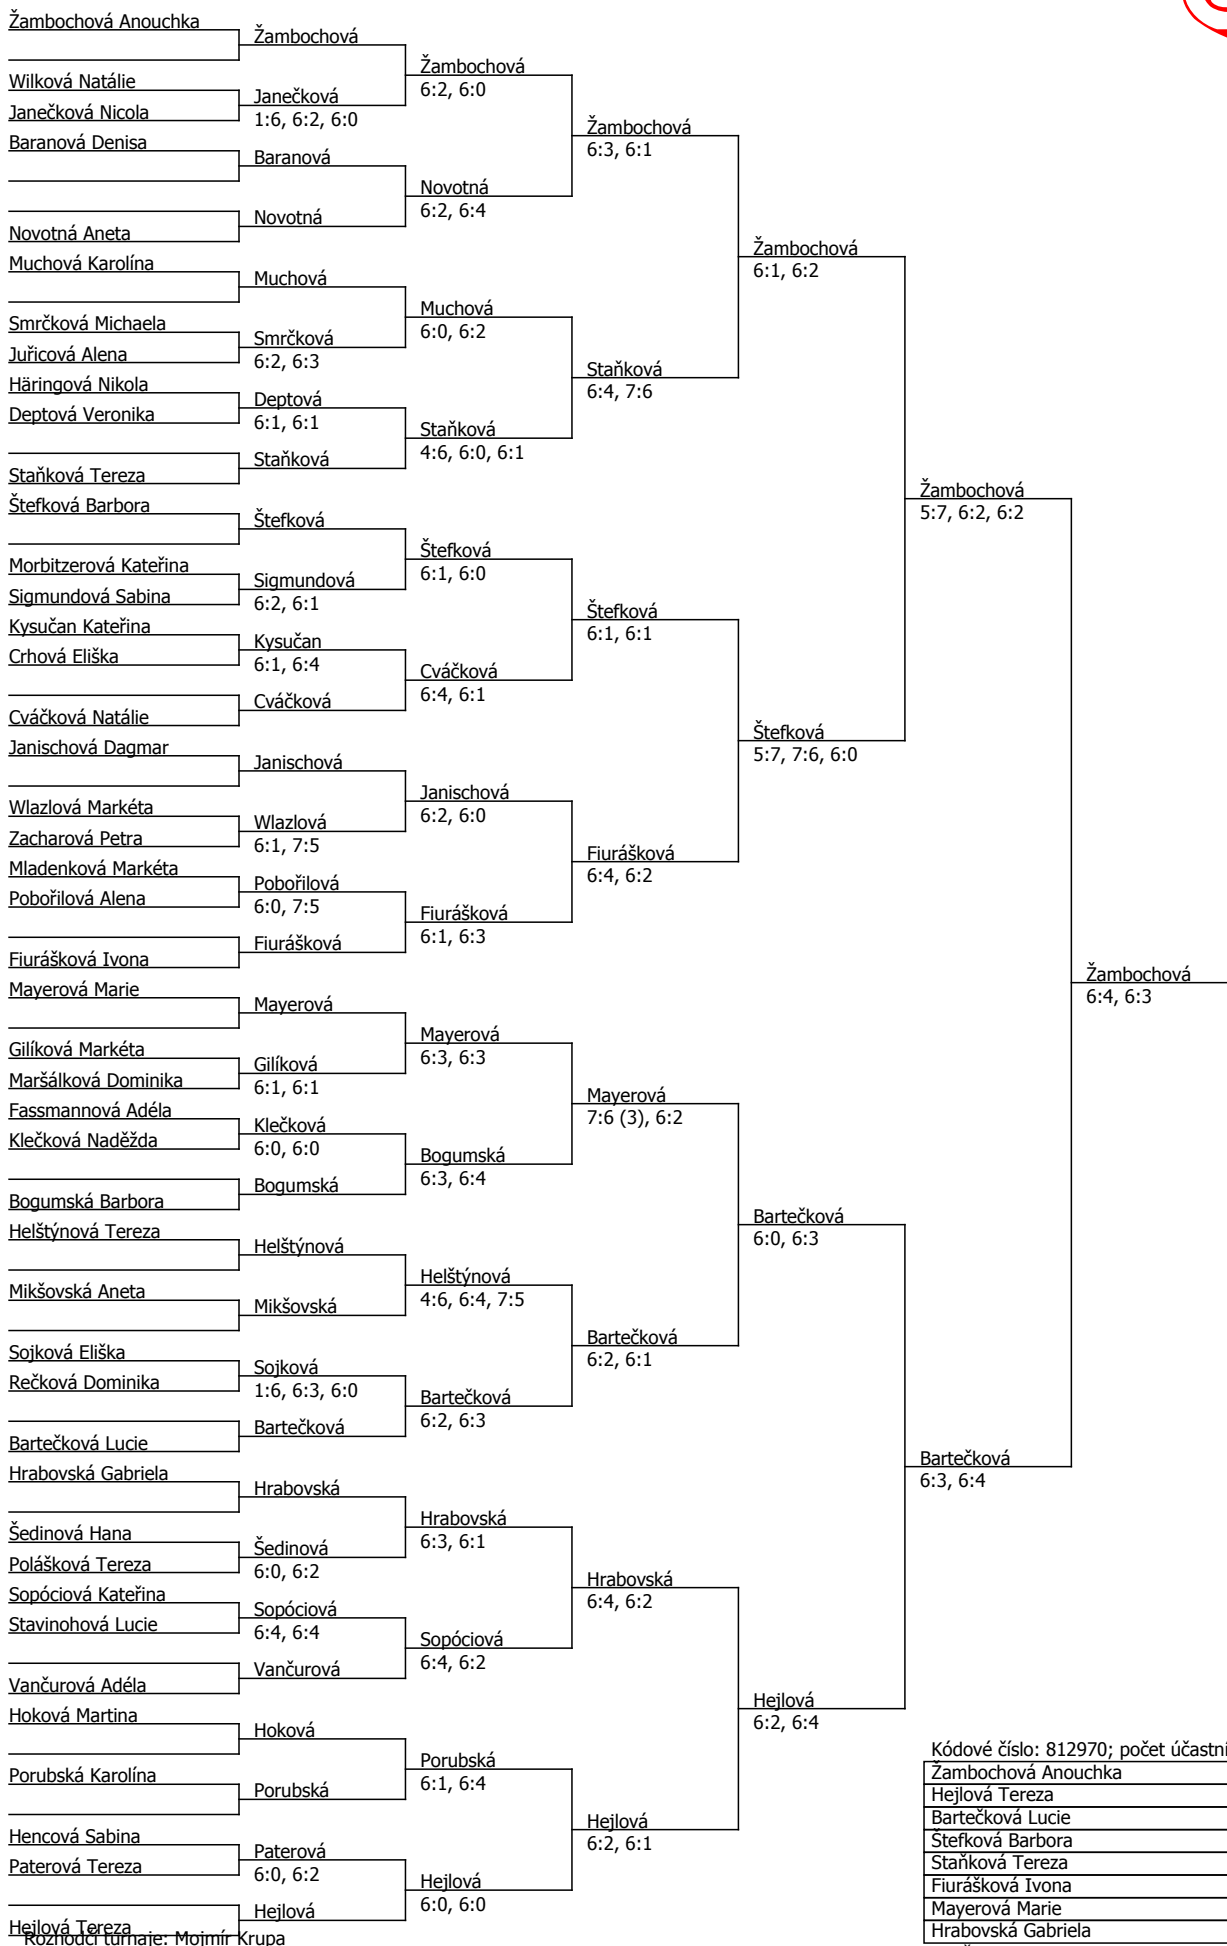 Žambochová Anouchka
Wilková Natálie
Janečková Nicola
Baranová Denisa
Novotná Aneta
Muchová Karolína
Smrčková Michaela
Juřicová Alena
Häringová Nikola
Deptová Veronika
Staňková Tereza
Štefková Barbora
Morbitzerová Kateřina
Sigmundová Sabina
Kysučan Kateřina
Crhová Eliška
Cváčková Natálie
Janischová Dagmar
Wlazlová Markéta
Zacharová Petra
Mladenková Markéta
Pobořilová Alena
Fiurášková Ivona
Mayerová Marie
Gilíková Markéta
Maršálková Dominika
Fassmannová Adéla
Klečková Naděžda
Bogumská Barbora
Helštýnová Tereza
Mikšovská Aneta
Sojková Eliška
Rečková Dominika
Bartečková Lucie
Hrabovská Gabriela
Šedinová Hana
Polášková Tereza
Sopóciová Kateřina
Stavinohová Lucie
Vančurová Adéla
Hoková Martina
Porubská Karolína
Hencová Sabina
Paterová Tereza
Hejlová Tereza
Rozhodčí turnaje: Mojmír Krupa
Žambochová
Janečková
1:6, 6:2, 6:0
Baranová
Novotná
Muchová
Smrčková
6:2, 6:3
Deptová
6:1, 6:1
Staňková
Štefková
Sigmundová
6:2, 6:1
Kysučan
6:1, 6:4
Cváčková
Janischová
Wlazlová
6:1, 7:5
Pobořilová
6:0, 7:5
Fiurášková
Mayerová
Gilíková
6:1, 6:1
Klečková
6:0, 6:0
Bogumská
Helštýnová
Mikšovská
Sojková
1:6, 6:3, 6:0
Bartečková
Hrabovská
Šedinová
6:0, 6:2
Sopóciová
6:4, 6:4
Vančurová
Hoková
Porubská
Paterová
6:0, 6:2
Hejlová
Žambochová
6:2, 6:0
Novotná
6:2, 6:4
Muchová
6:0, 6:2
Staňková
4:6, 6:0, 6:1
Štefková
6:1, 6:0
Cváčková
6:4, 6:1
Janischová
6:2, 6:0
Fiurášková
6:1, 6:3
Mayerová
6:3, 6:3
Bogumská
6:3, 6:4
Helštýnová
4:6, 6:4, 7:5
Bartečková
6:2, 6:3
Hrabovská
6:3, 6:1
Sopóciová
6:4, 6:2
Porubská
6:1, 6:4
Hejlová
6:0, 6:0
Žambochová
6:3, 6:1
Staňková
6:4, 7:6
Štefková
6:1, 6:1
Fiurášková
6:4, 6:2
Mayerová
7:6 (3), 6:2
Bartečková
6:2, 6:1
Hrabovská
6:4, 6:2
Hejlová
6:2, 6:1
Žambochová
6:1, 6:2
Štefková
5:7, 7:6, 6:0
Bartečková
6:0, 6:3
Hejlová
6:2, 6:4
Žambochová
5:7, 6:2, 6:2
Bartečková
6:3, 6:4
Žambochová
6:4, 6:3
Kódové číslo: 812970; počet účastni
Žambochová Anouchka
Hejlová Tereza
Bartečková Lucie
Štefková Barbora
Staňková Tereza
Fiurášková Ivona
Mayerová Marie
Hrabovská Gabriela